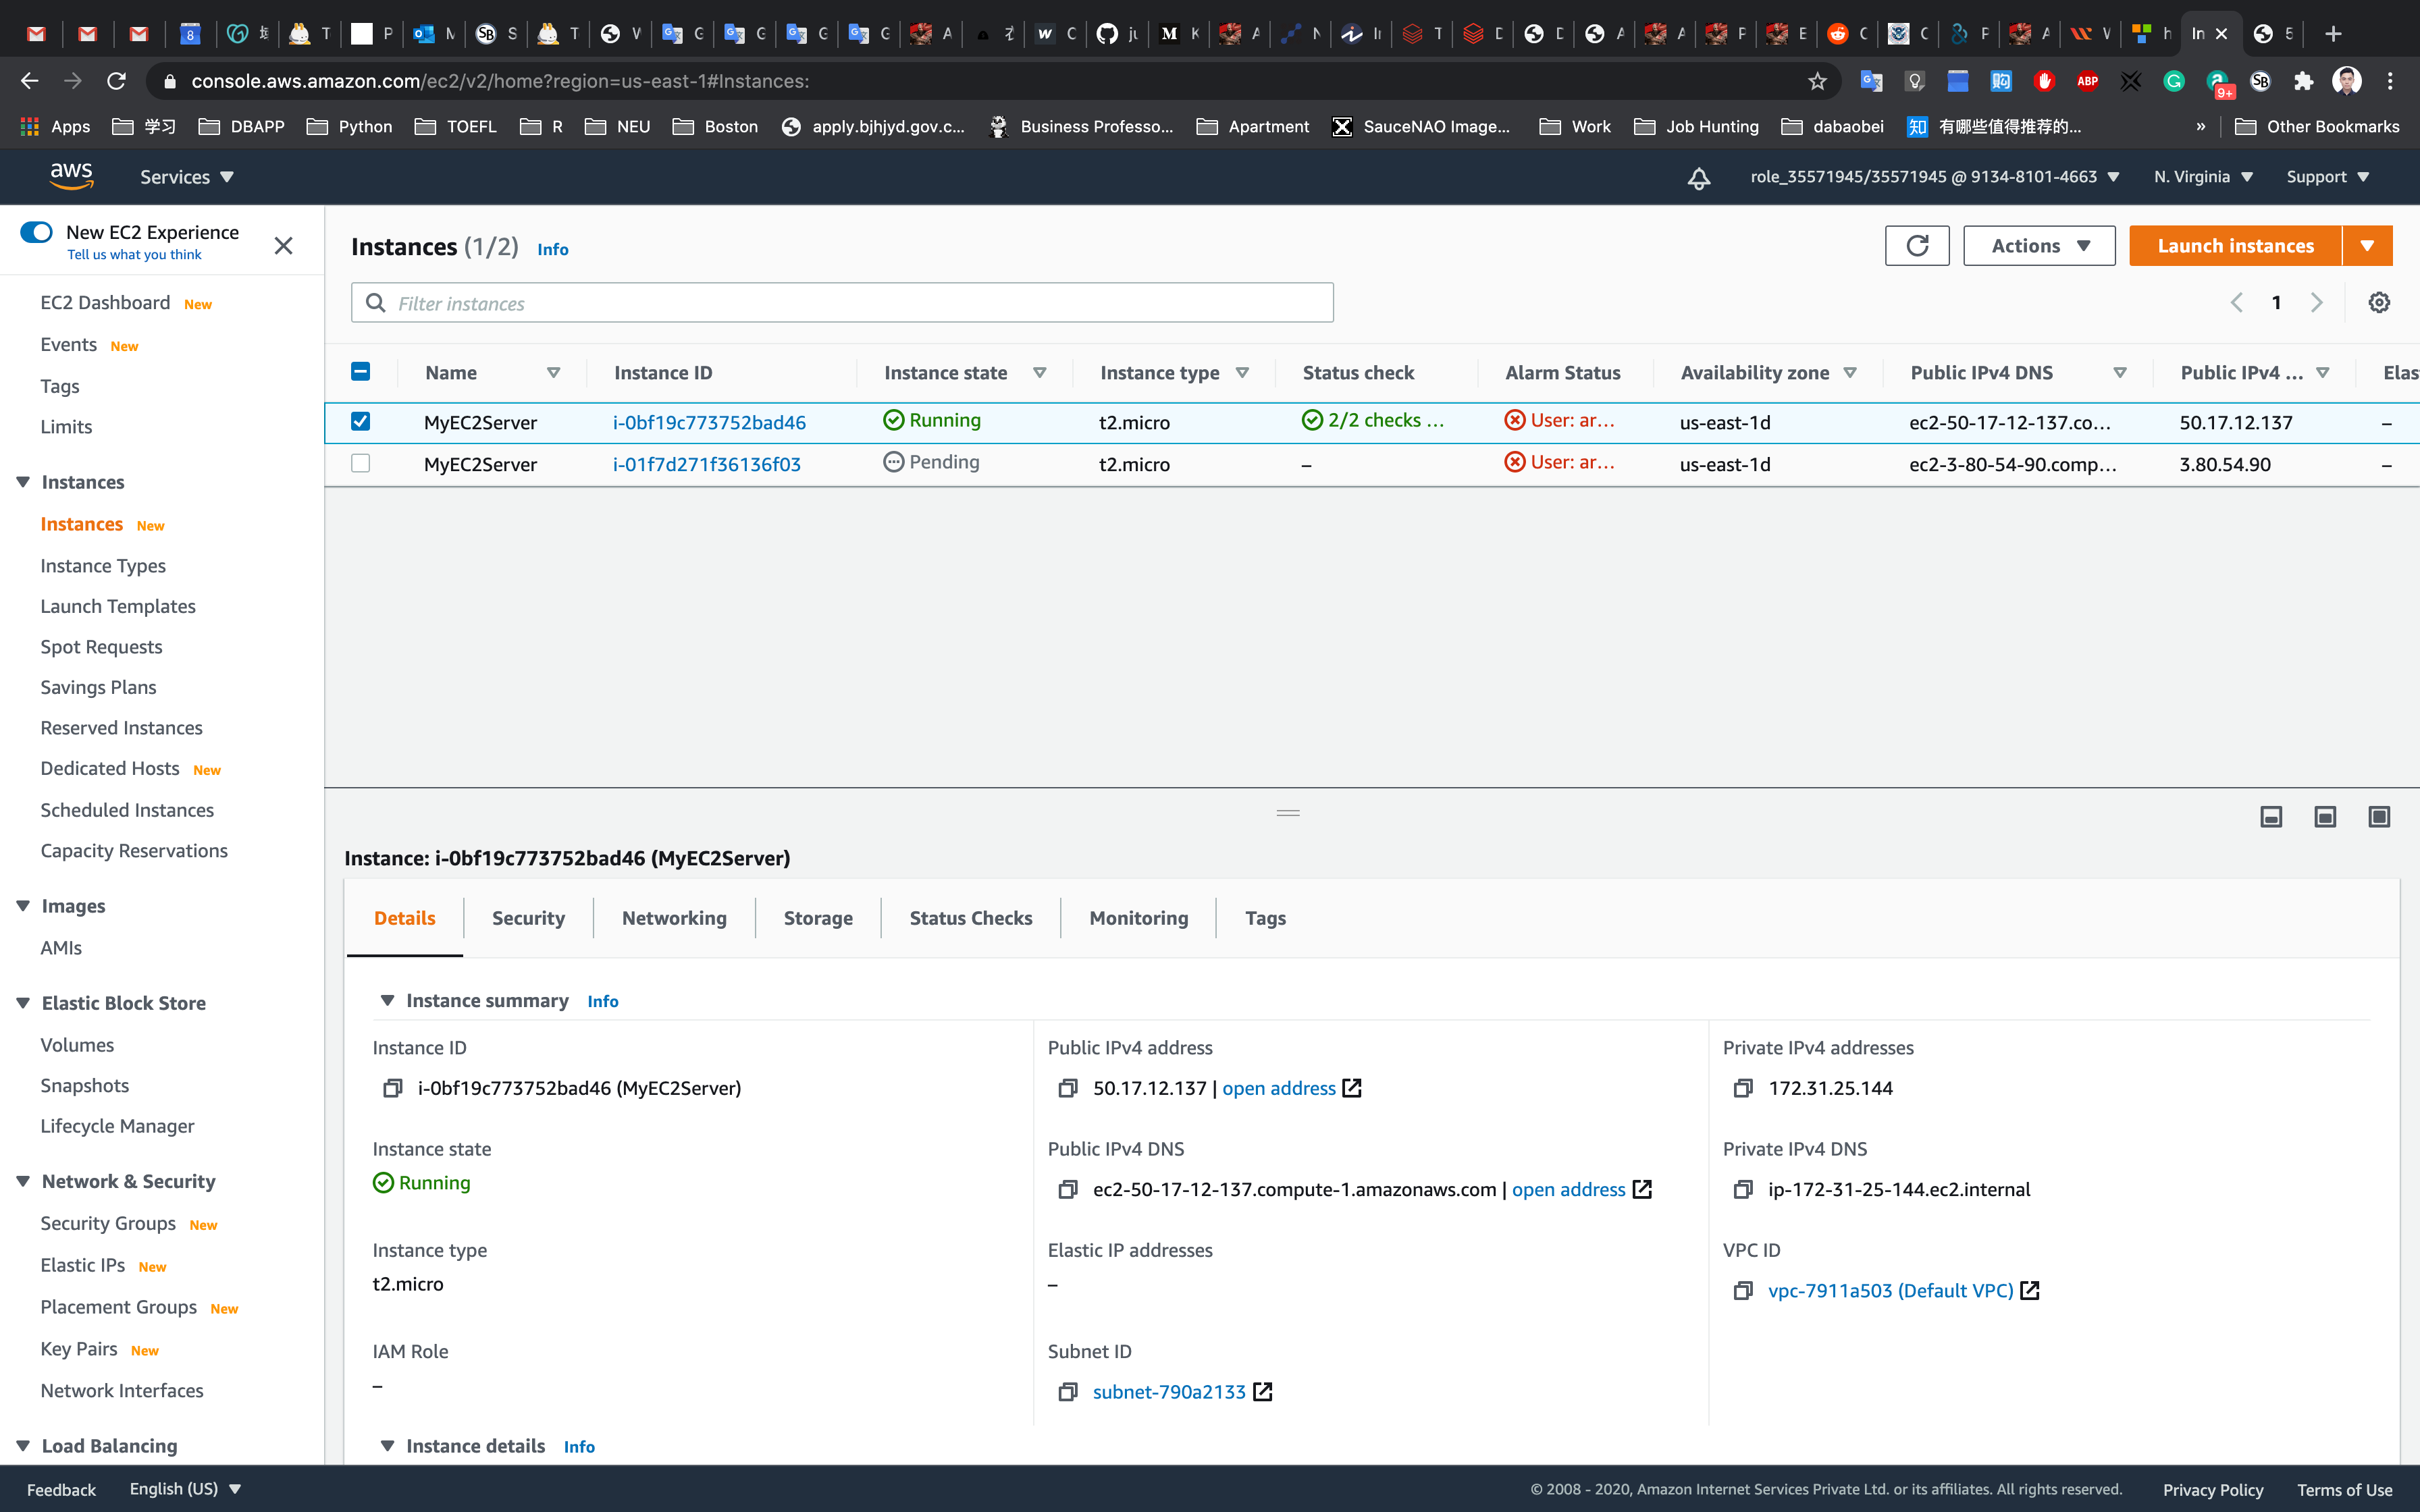 console.aws.amazon.com/ec2/v2/home?region=us-east-1#Instances:
Apps 学习 DBAPP Python TOEFL R NEU Boston apply.bjhjyd.gov.c... Business Professo... Apartment SauceNAO Image... Work Job Hunting dabaobei 有哪些值得推荐的... » Other Bookmarks
aws Services role_35571945/35571945 @ 9134-8101-4663 N. Virginia Support
New EC2 Experience
Tell us what you think
EC2 Dashboard New
Events New
Tags
Limits
Instances
Instances New
Instance Types
Launch Templates
Spot Requests
Savings Plans
Reserved Instances
Dedicated Hosts New
Scheduled Instances
Capacity Reservations
Images
AMIs
Elastic Block Store
Volumes
Snapshots
Lifecycle Manager
Network & Security
Security Groups New
Elastic IPs New
Placement Groups New
Key Pairs New
Network Interfaces
Load Balancing
Instances (1/2) Info
Actions Launch instances
Filter instances
1
Name Instance ID Instance state Instance type Status check Alarm Status Availability zone Public IPv4 DNS Public IPv4 ... Elas
MyEC2Server i-0bf19c773752bad46 Running t2.micro 2/2 checks ... User: ar... us-east-1d ec2-50-17-12-137.co... 50.17.12.137 –
MyEC2Server i-01f7d271f36136f03 Pending t2.micro – User: ar... us-east-1d ec2-3-80-54-90.comp... 3.80.54.90 –
Instance: i-0bf19c773752bad46 (MyEC2Server)
Details Security Networking Storage Status Checks Monitoring Tags
Instance summary Info
Instance ID Public IPv4 address Private IPv4 addresses
i-0bf19c773752bad46 (MyEC2Server) 50.17.12.137 | open address 172.31.25.144
Instance state Public IPv4 DNS Private IPv4 DNS
Running ec2-50-17-12-137.compute-1.amazonaws.com | open address ip-172-31-25-144.ec2.internal
Instance type Elastic IP addresses VPC ID
t2.micro – vpc-7911a503 (Default VPC)
IAM Role Subnet ID
– subnet-790a2133
Instance details Info
Feedback English (US) © 2008 - 2020, Amazon Internet Services Private Ltd. or its affiliates. All rights reserved. Privacy Policy Terms of Use